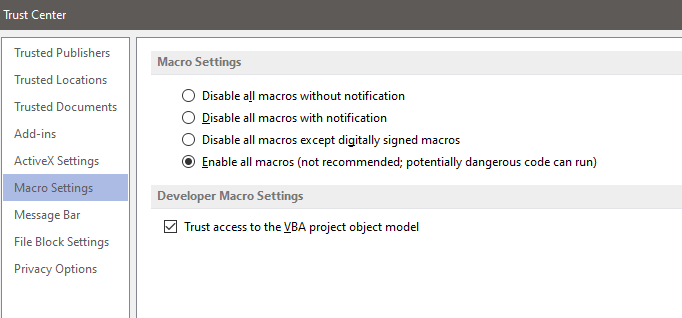 Trust Center
Trusted Publishers
Trusted Locations
Trusted Documents
Add-ins
ActiveX Settings
Macro Settings
Message Bar
File Block Settings
Privacy Options
Macro Settings
Disable all macros without notification
Disable all macros with notification
Disable all macros except digitally signed macros
Enable all macros (not recommended; potentially dangerous code can run)
Developer Macro Settings
Trust access to the VBA project object model